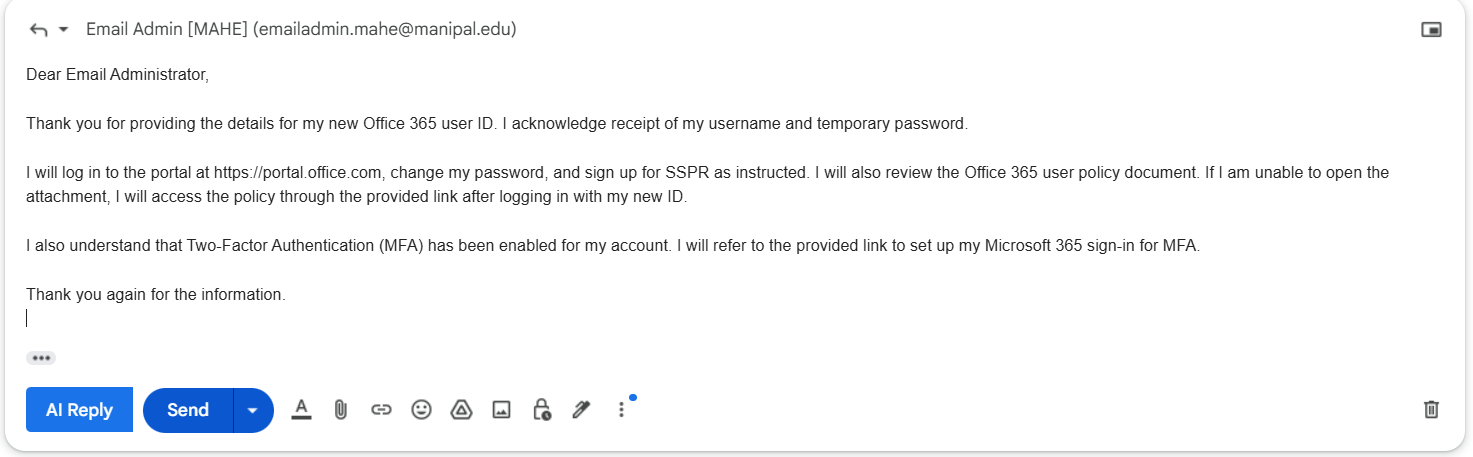 Email Admin [MAHE] (emailadmin.mahe@manipal.edu)
Dear Email Administrator,
Thank you for providing the details for my new Office 365 user ID. I acknowledge receipt of my username and temporary password.
I will log in to the portal at https://portal.office.com, change my password, and sign up for SSPR as instructed. I will also review the Office 365 user policy document. If I am unable to open the
attachment, I will access the policy through the provided link after logging in with my new ID.
I also understand that Two-Factor Authentication (MFA) has been enabled for my account. I will refer to the provided link to set up my Microsoft 365 sign-in for MFA.
Thank you again for the information.
AI Reply Send